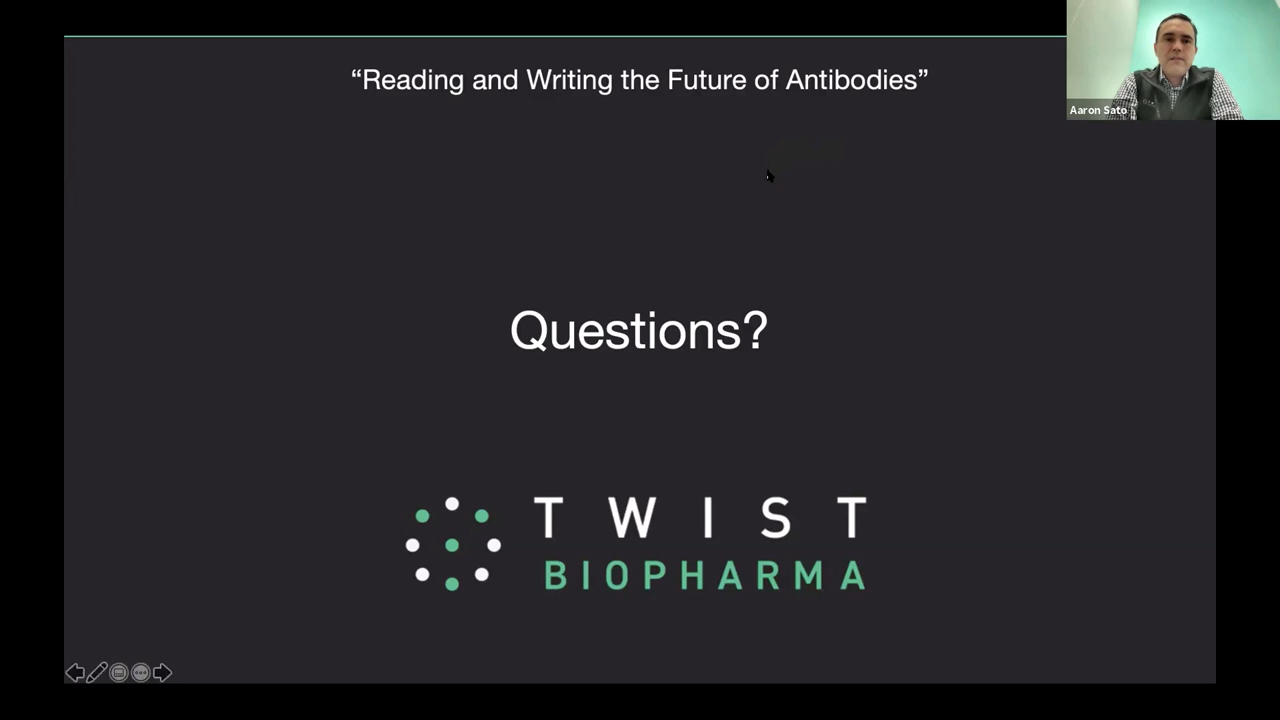 “Reading and Writing the Future of Antibodies”
Aaron Sato
Questions?
TWIST
BIOPHARMA